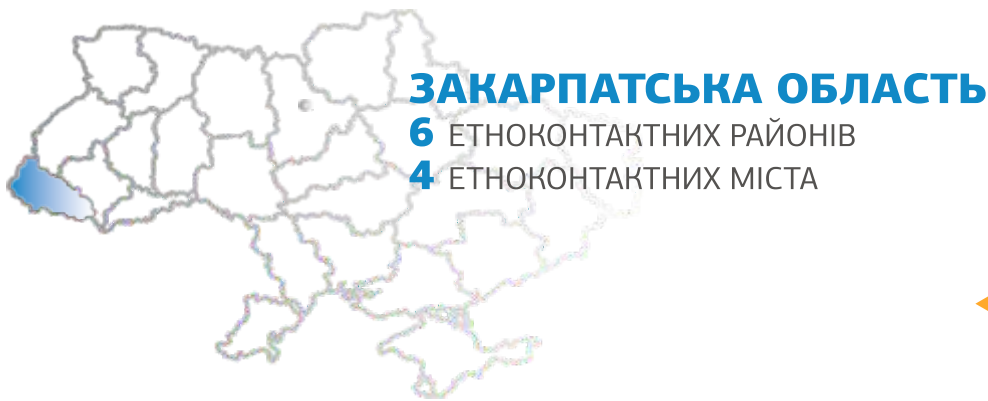 ЗАКАРПАТСЬКА ОБЛАСТЬ
6 ЕТНОКОНТАКТНИХ РАЙОНІВ
4 ЕТНОКОНТАКТНИХ МІСТА